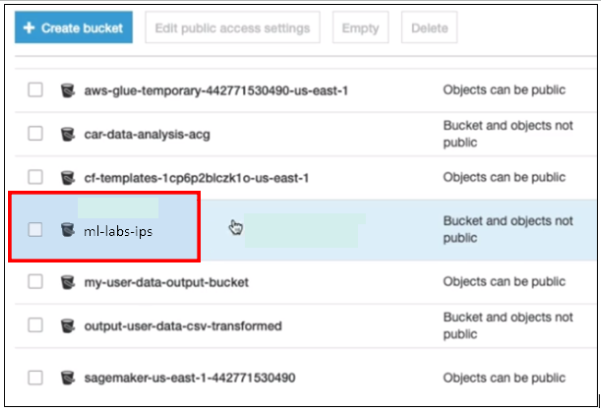 + Create bucket Edit public access settings Empty Delete
aws-glue-temporary-442771530490-us-east-1 Objects can be public
car-data-analysis-acg Bucket and objects not
public
cf-templates-1cp6p2blczk1o-us-east-1 Objects can be public
ml-labs-ips Bucket and objects not
public
my-user-data-output-bucket Objects can be public
output-user-data-csv-transformed Bucket and objects not
public
sagemaker-us-east-1-442771530490 Objects can be public